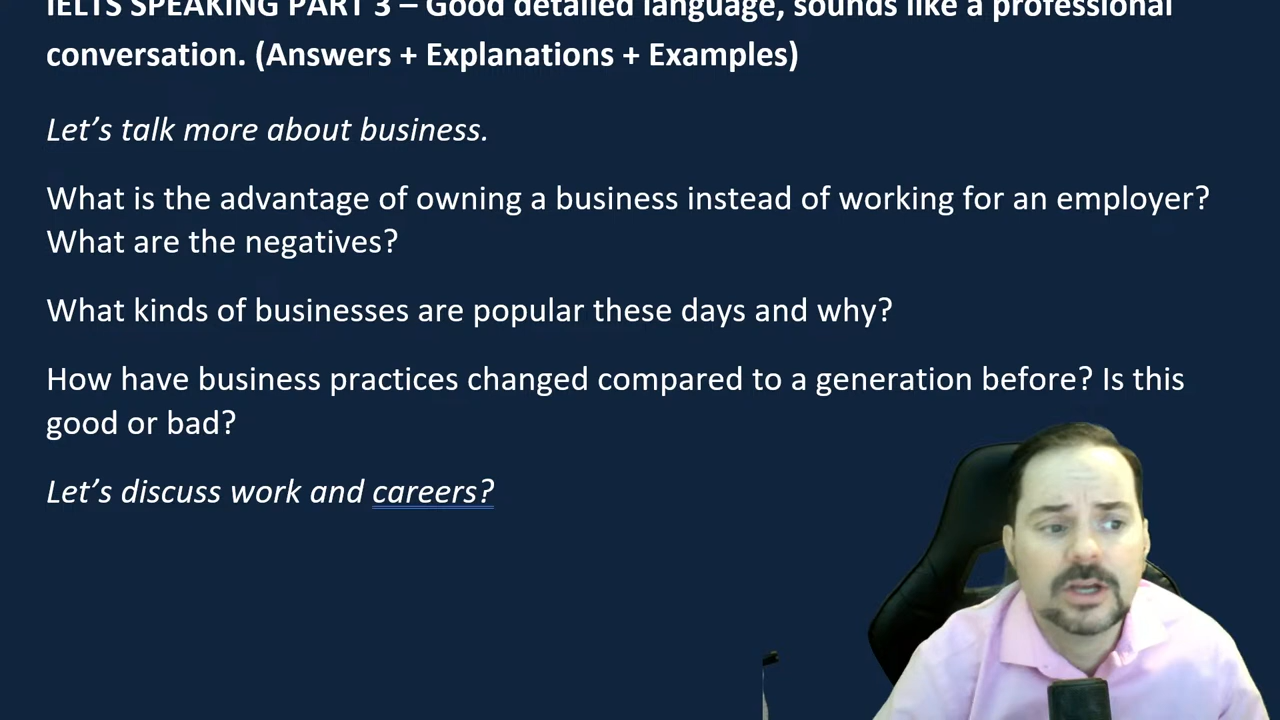 IELTS SPEAKING PART 3 – Good detailed language, sounds like a professional
conversation. (Answers + Explanations + Examples)
Let’s talk more about business.
What is the advantage of owning a business instead of working for an employer?
What are the negatives?
What kinds of businesses are popular these days and why?
How have business practices changed compared to a generation before? Is this
good or bad?
Let’s discuss work and careers?